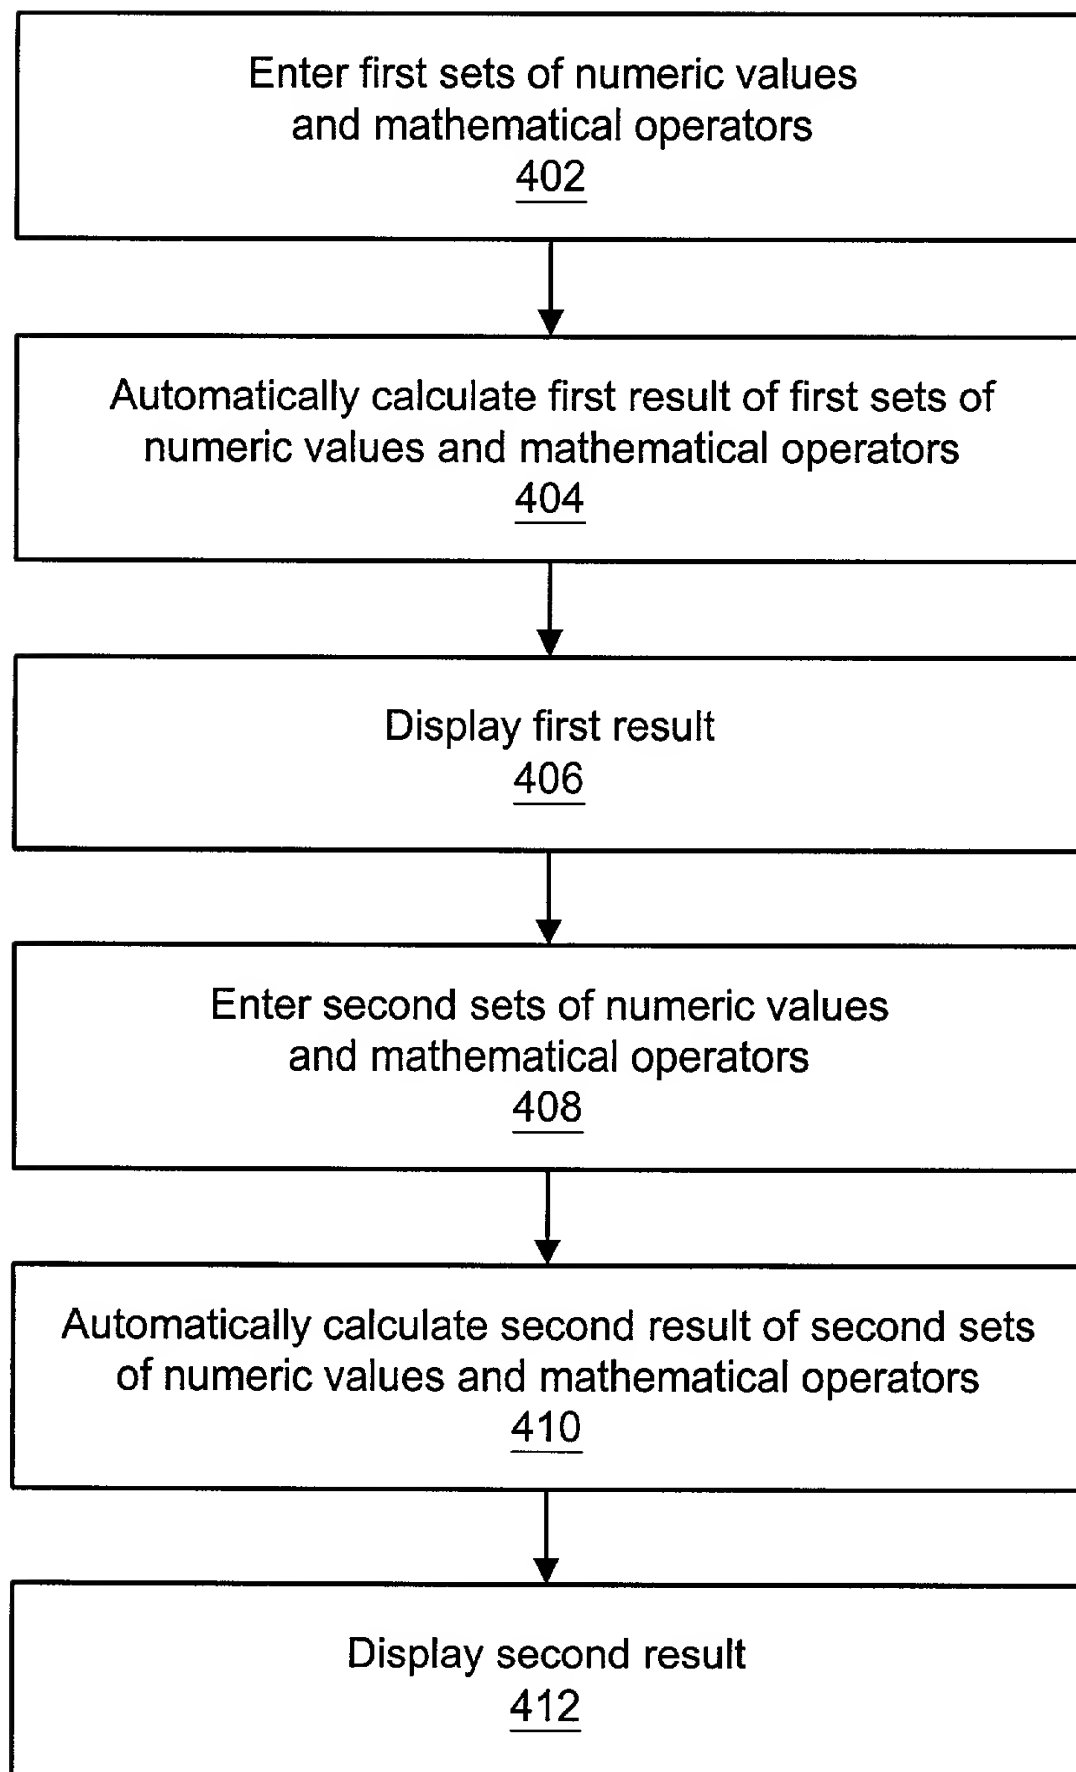 Enter first sets of numeric values
and mathematical operators
402
Automatically calculate first result of first sets of
numeric values and mathematical operators
404
Display first result
406
Enter second sets of numeric values
and mathematical operators
408
Automatically calculate second result of second sets
of numeric values and mathematical operators
410
Display second result
412